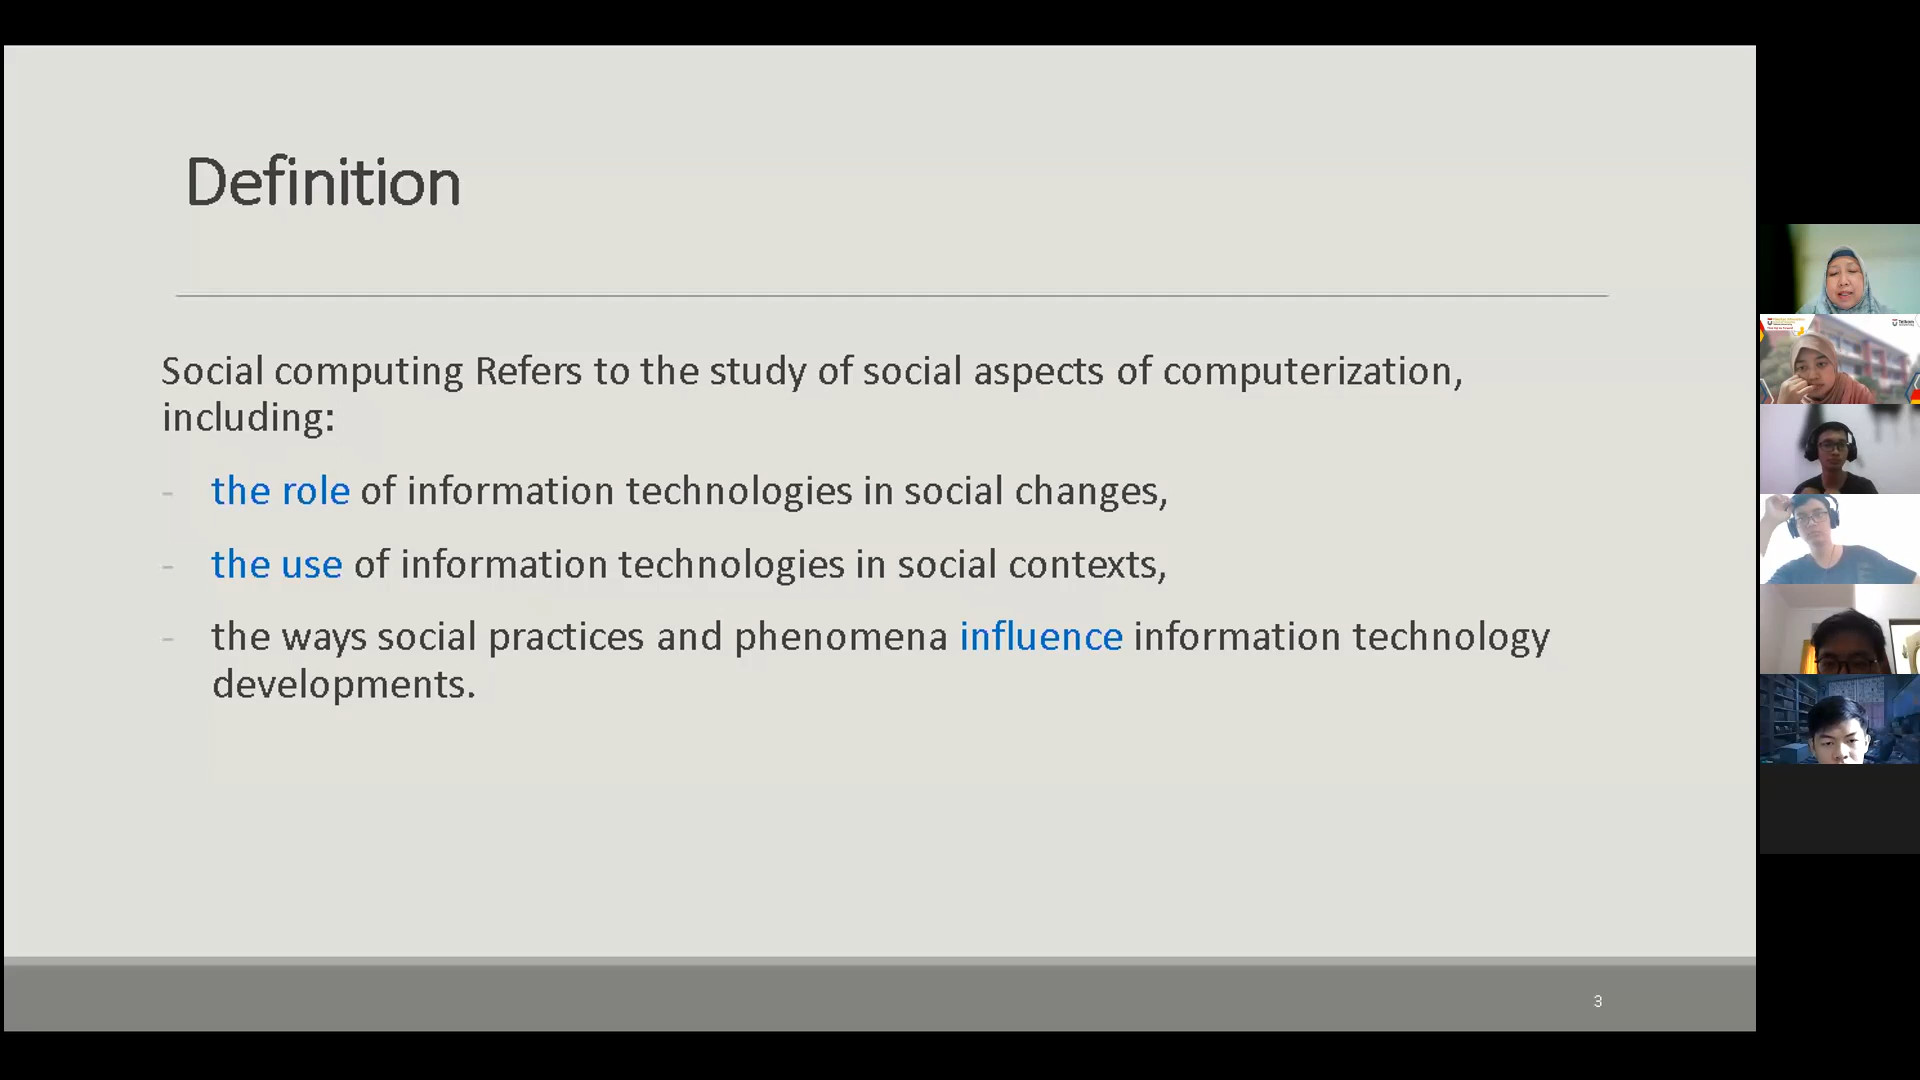 Definition
Social computing Refers to the study of social aspects of computerization,
including:
- the role of information technologies in social changes,
- the use of information technologies in social contexts,
- the ways social practices and phenomena influence information technology
developments.
3